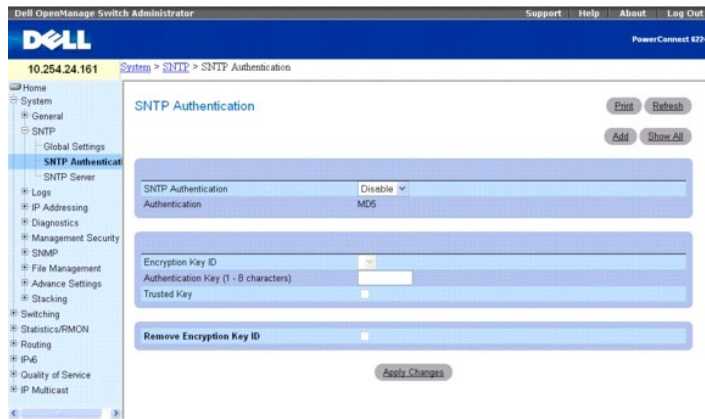 Dell OpenManage Switch Administrator
Support Help About Log Out
DELL
PowerConnect 622
10.254.24.161
System > SNTP > SNTP Authentication
Home
System
General
SNTP
Global Settings
SNTP Authenticati
SNTP Server
Logs
IP Addressing
Diagnostics
Management Security
SNMP
File Management
Advance Settings
Stacking
Switching
Statistics/RMON
Routing
IPv6
Quality of Service
IP Multicast
SNTP Authentication
Print Refresh
Add Show All
SNTP Authentication Disable
Authentication MD5
Encryption Key ID
Authentication Key (1 - 8 characters)
Trusted Key
Remove Encryption Key ID
Apply Changes